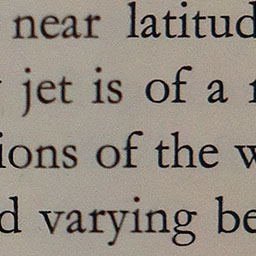 near latitud
jet is of a
ions of the w
d varying be